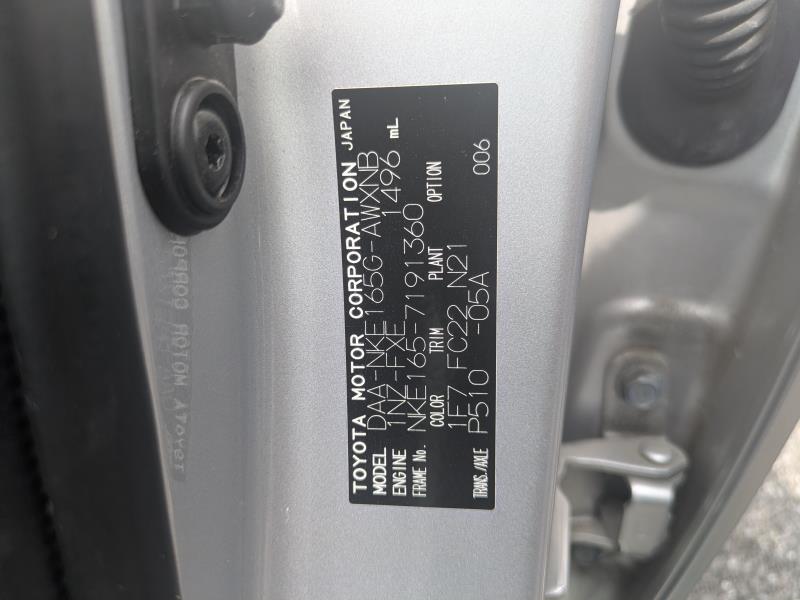 TOYOTA MOTOR CORPORATION JAPAN
MODEL DAA-NKE165G-AWXNB
ENGINE 1NZ-FXE 1496 mL
FRAME No. NKE165-7191360
COLOR TRIM PLANT OPTION
1F7 FC22 N21
TRANS./AXLE P510 -05A 006